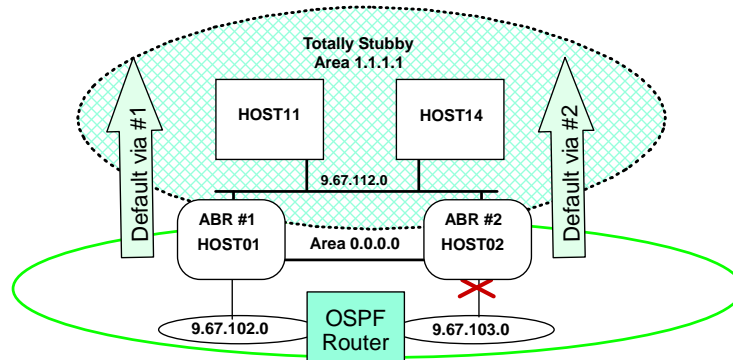 Totally Stubby
Area 1.1.1.1
Default via #1
HOST11
HOST14
Default via #2
9.67.112.0
ABR #1
HOST01
Area 0.0.0.0
ABR #2
HOST02
9.67.102.0
OSPF
Router
9.67.103.0